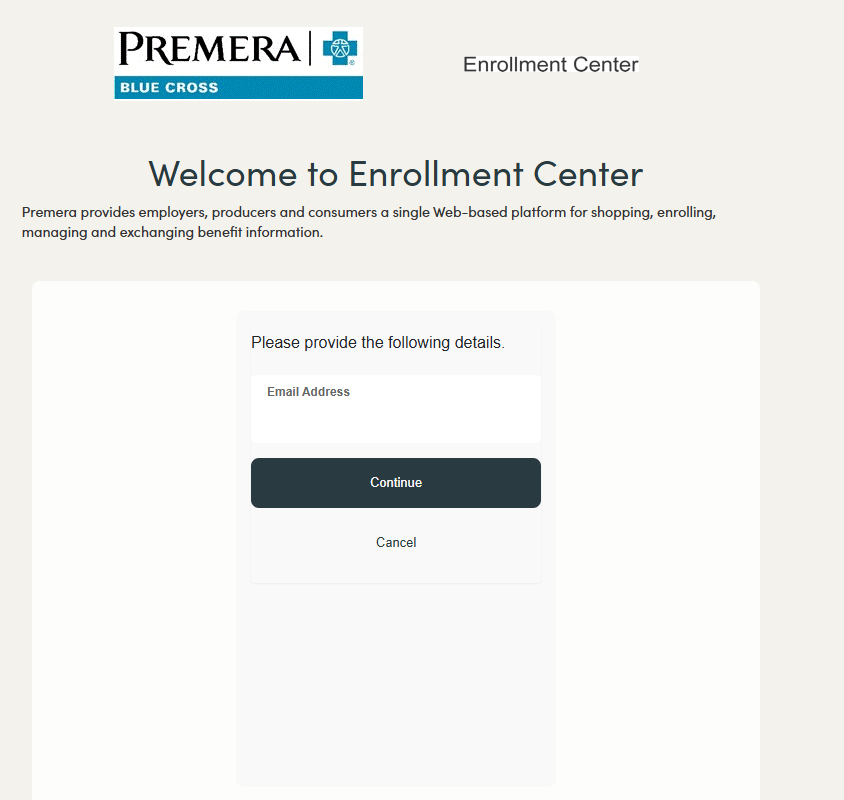 PREMERA
®
BLUE CROSS
Enrollment Center
Welcome to Enrollment Center
Premera provides employers, producers and consumers a single Web-based platform for shopping, enrolling,
managing and exchanging benefit information.
Please provide the following details.
Email Address
Continue
Cancel